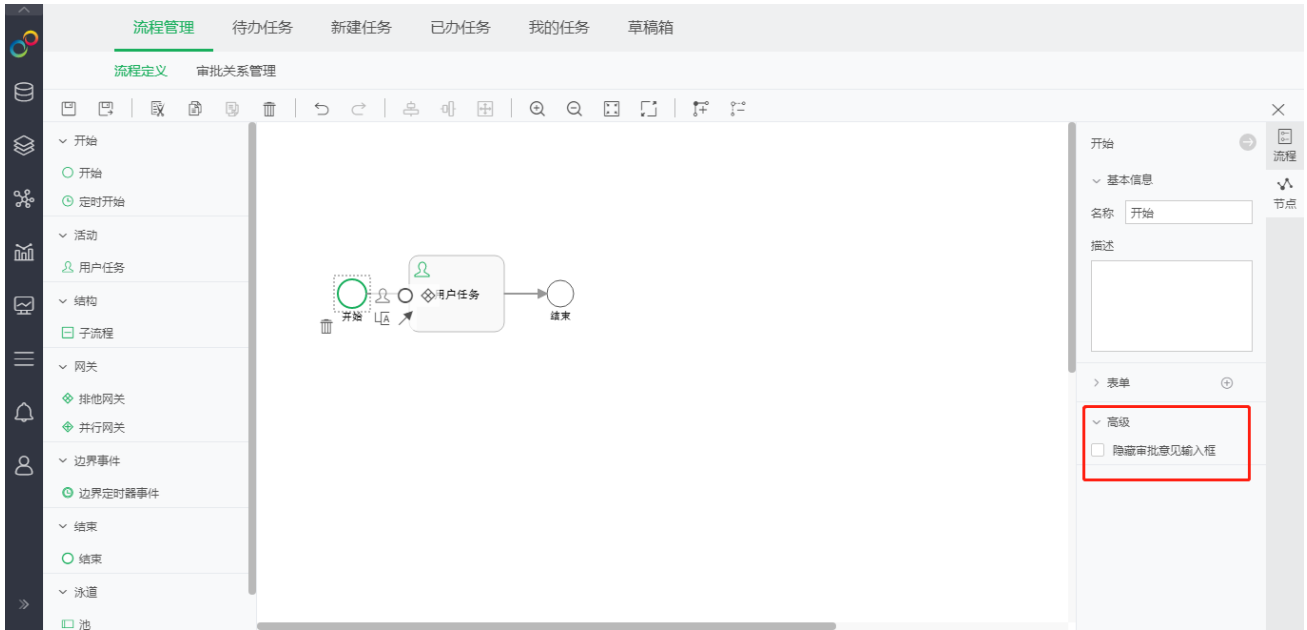 流程管理 待办任务 新建任务 已办任务 我的任务 草稿箱
流程定义 审批关系管理
开始
开始
定时开始
活动
用户任务
结构
子流程
网关
排他网关
并行网关
边界事件
边界定时器事件
结束
结束
泳道
池
开始
用户任务
结束
开始
基本信息
名称 开始
描述
表单
高级
隐藏审批意见输入框
流程
节点